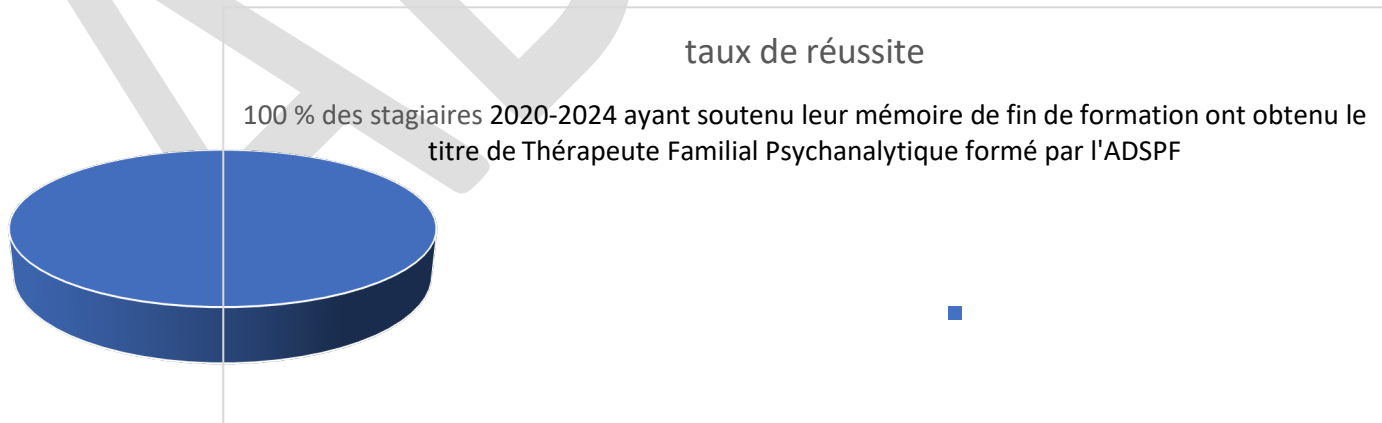 taux de réussite
100 % des stagiaires 2020-2024 ayant soutenu leur mémoire de fin de formation ont obtenu le
titre de Thérapeute Familial Psychanalytique formé par l'ADSPF